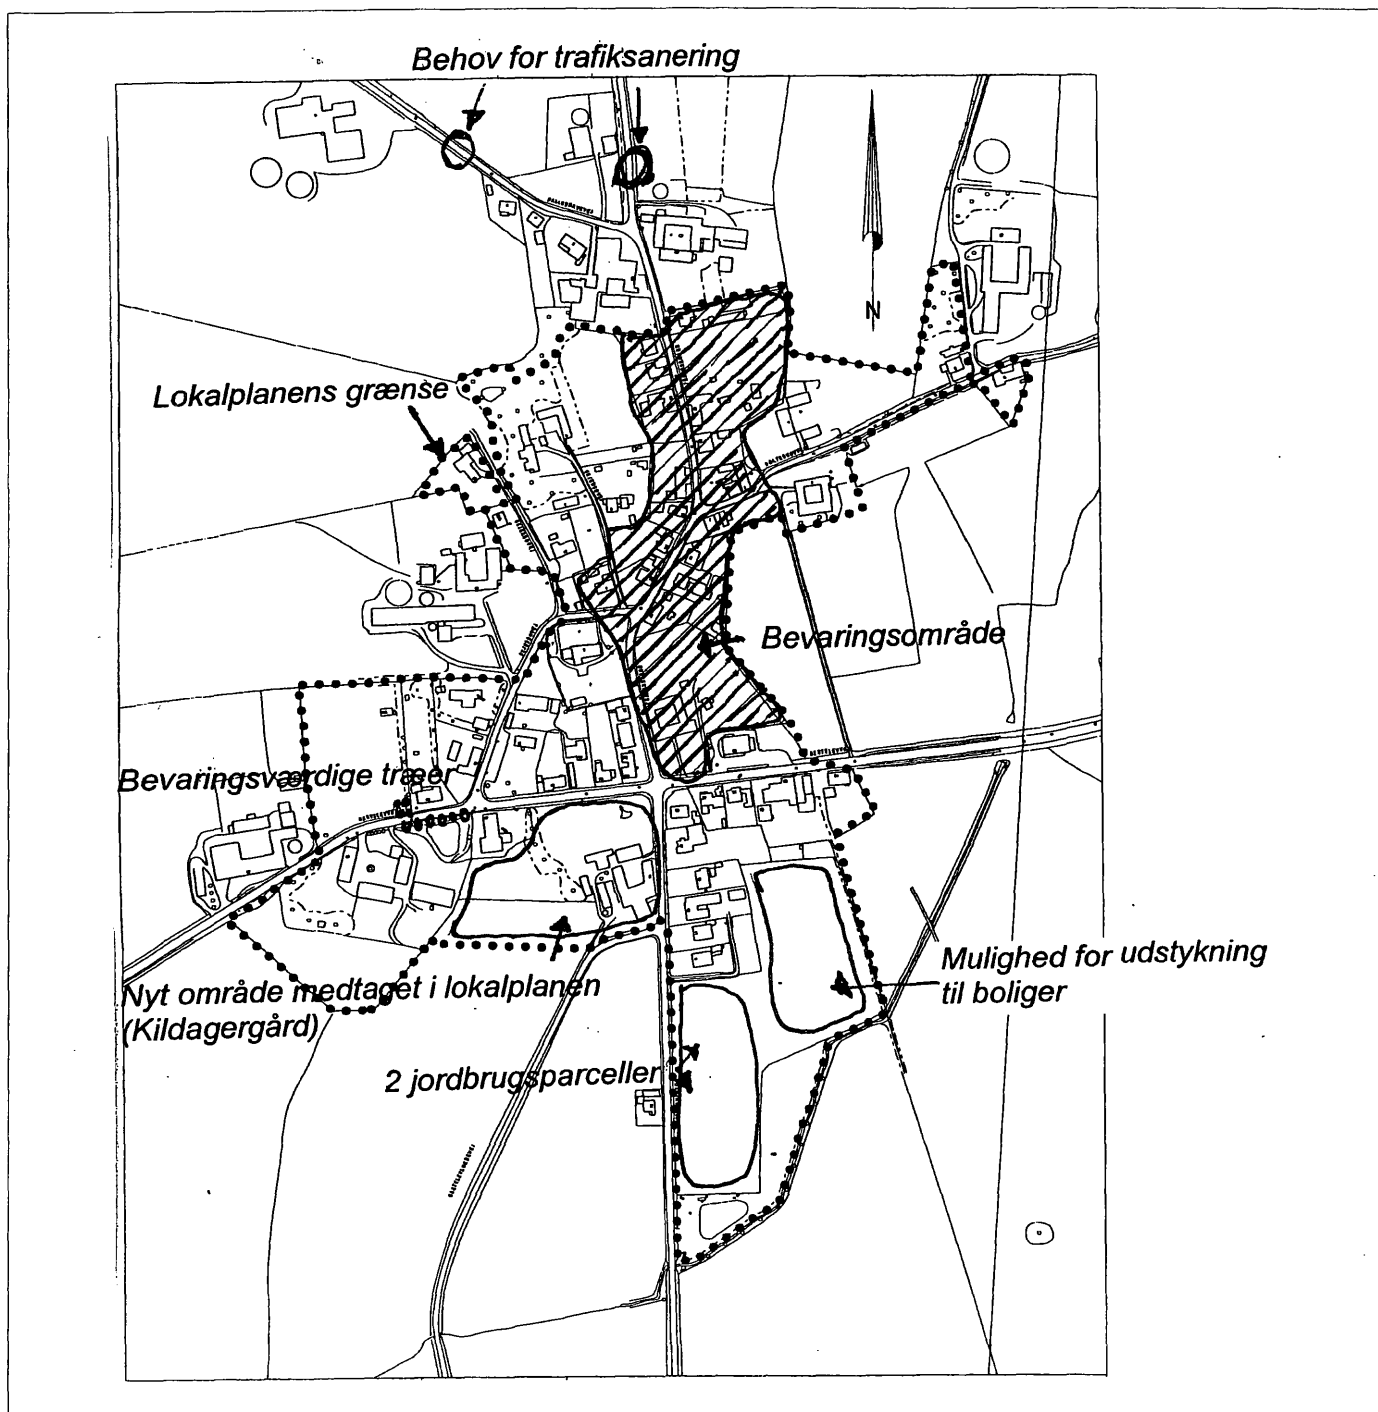 Behov for trafiksanering
N
Lokalplanens grænse
Bevaringsområde
Bevaringsværdige træer
Mulighed for udstykning
til boliger
Nyt område medtaget i lokalplanen
(Kildagergård)
2 jordbrugsparceller